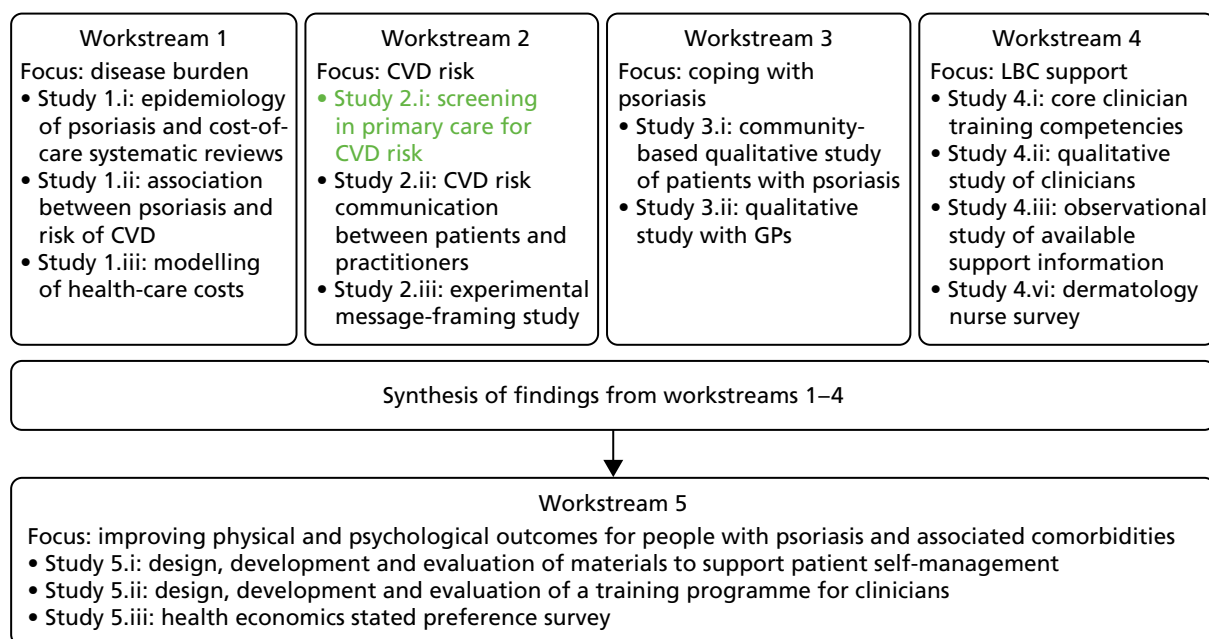 Workstream 1
Focus: disease burden
• Study 1.i: epidemiology
of psoriasis and cost-of-
care systematic reviews
• Study 1.ii: association
between psoriasis and
risk of CVD
• Study 1.iii: modelling
of health-care costs
Workstream 2
Focus: CVD risk
• Study 2.i: screening
in primary care for
CVD risk
• Study 2.ii: CVD risk
communication
between patients and
practitioners
• Study 2.iii: experimental
message-framing study
Workstream 3
Focus: coping with
psoriasis
• Study 3.i: community-
based qualitative study
of patients with psoriasis
• Study 3.ii: qualitative
study with GPs
Workstream 4
Focus: LBC support
• Study 4.i: core clinician
training competencies
• Study 4.ii: qualitative
study of clinicians
• Study 4.iii: observational
study of available
support information
• Study 4.vi: dermatology
nurse survey
Synthesis of findings from workstreams 1–4
Workstream 5
Focus: improving physical and psychological outcomes for people with psoriasis and associated comorbidities
• Study 5.i: design, development and evaluation of materials to support patient self-management
• Study 5.ii: design, development and evaluation of a training programme for clinicians
• Study 5.iii: health economics stated preference survey